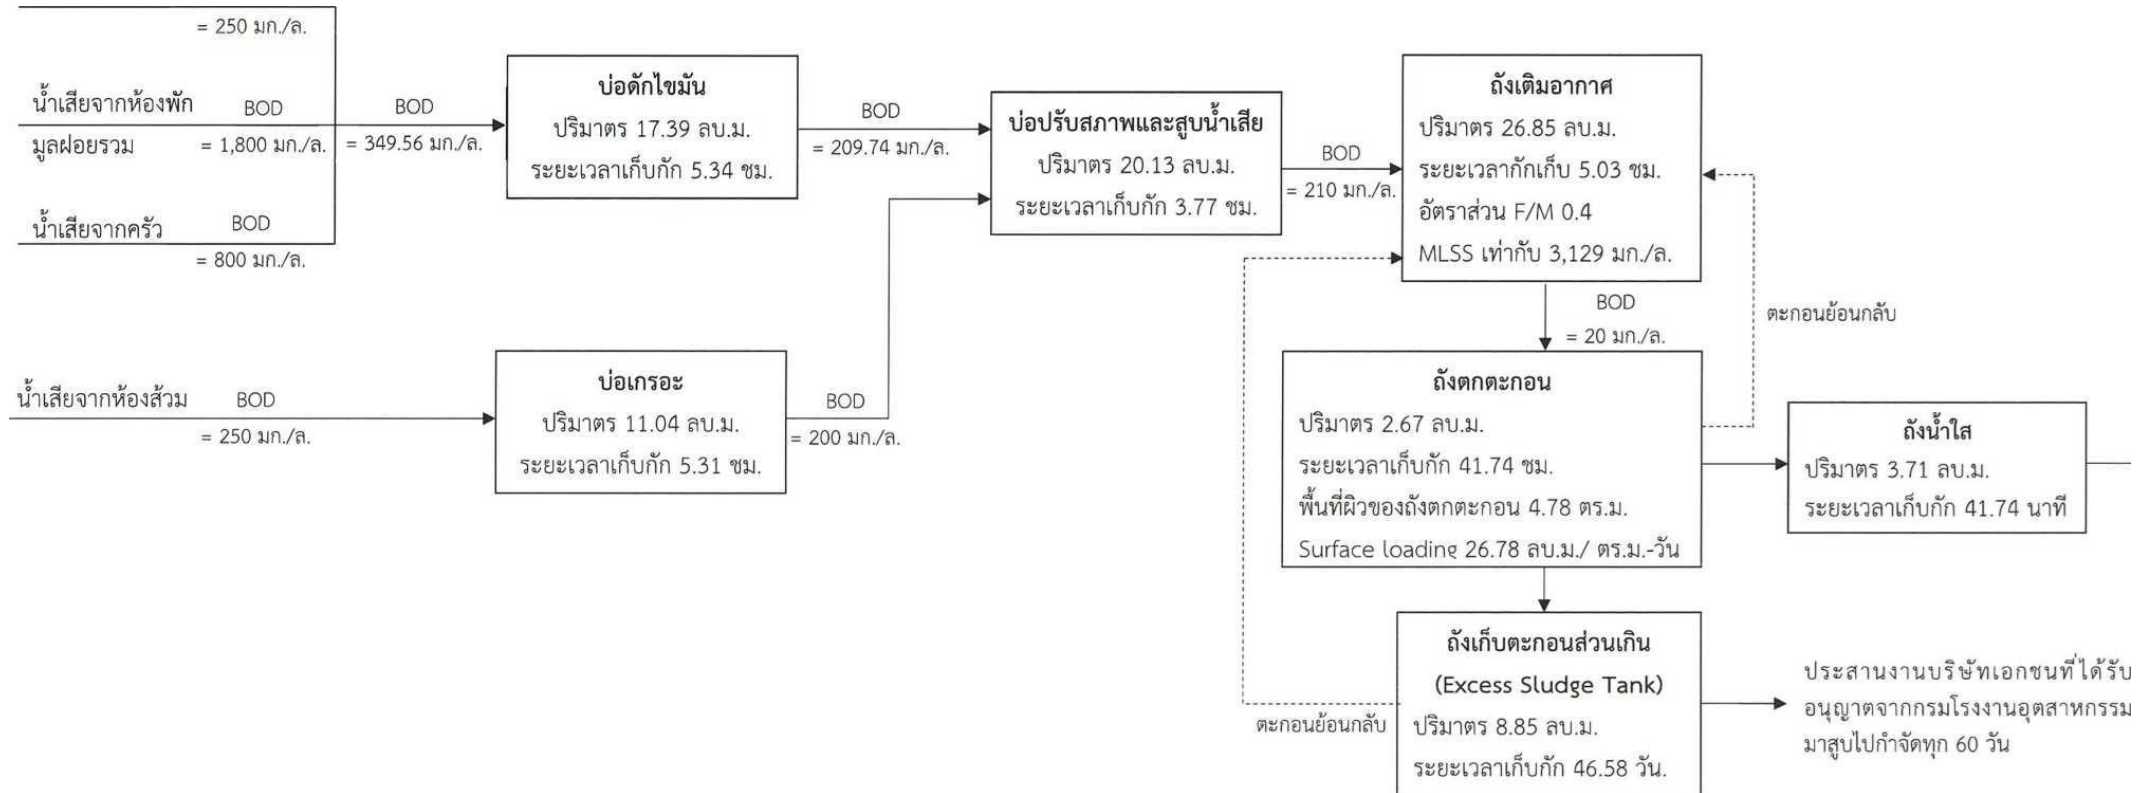 = 250 มก./ล.
น้ำเสียจากห้องพัก
มูลฝอยรวม
BOD
= 1,800 มก./ล.
น้ำเสียจากครัว
BOD
= 800 มก./ล.
BOD
= 349.56 มก./ล.
บ่อดักไขมัน
ปริมาตร 17.39 ลบ.ม.
ระยะเวลาเก็บกัก 5.34 ชม.
BOD
= 209.74 มก./ล.
น้ำเสียจากห้องส้วม
BOD
= 250 มก./ล.
บ่อเกรอะ
ปริมาตร 11.04 ลบ.ม.
ระยะเวลาเก็บกัก 5.31 ชม.
BOD
= 200 มก./ล.
บ่อปรับสภาพและสูบน้ำเสีย
ปริมาตร 20.13 ลบ.ม.
ระยะเวลาเก็บกัก 3.77 ชม.
BOD
= 210 มก./ล.
ถังเติมอากาศ
ปริมาตร 26.85 ลบ.ม.
ระยะเวลากักเก็บ 5.03 ชม.
อัตราส่วน F/M 0.4
MLSS เท่ากับ 3,129 มก./ล.
BOD
= 20 มก./ล.
ตะกอนย้อนกลับ
ถังตกตะกอน
ปริมาตร 2.67 ลบ.ม.
ระยะเวลาเก็บกัก 41.74 ชม.
พื้นที่ผิวของถังตกตะกอน 4.78 ตร.ม.
Surface loading 26.78 ลบ.ม./ ตร.ม.-วัน
ถังน้ำใส
ปริมาตร 3.71 ลบ.ม.
ระยะเวลาเก็บกัก 41.74 นาที
ถังเก็บตะกอนส่วนเกิน
(Excess Sludge Tank)
ปริมาตร 8.85 ลบ.ม.
ระยะเวลาเก็บกัก 46.58 วัน.
ตะกอนย้อนกลับ
ประสานงานบริษัทเอกชนที่ได้รับ
อนุญาตจากกรมโรงงานอุตสาหกรรม
มาสูบไปกำจัดทุก 60 วัน